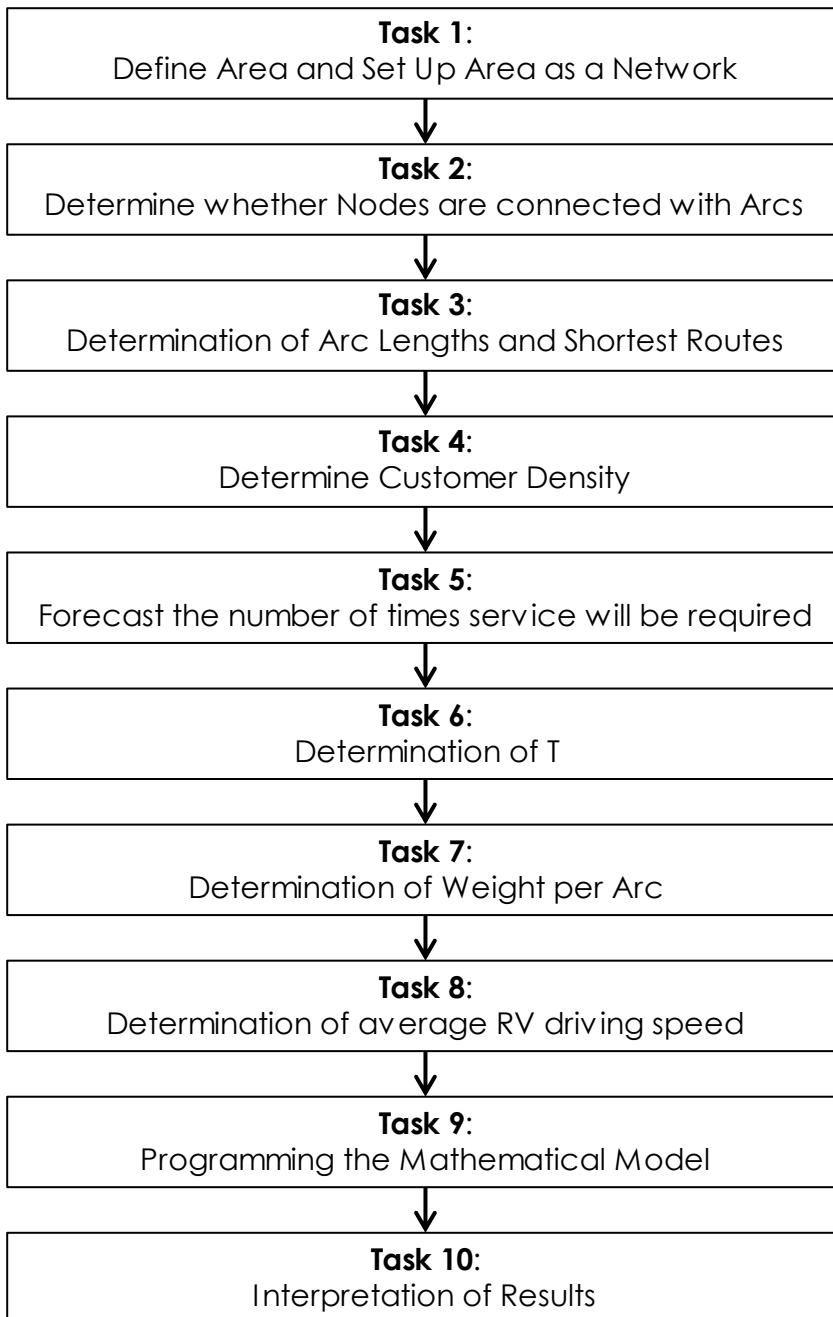 Task 1:
Define Area and Set Up Area as a Network
Task 2:
Determine whether Nodes are connected with Arcs
Task 3:
Determination of Arc Lengths and Shortest Routes
Task 4:
Determine Customer Density
Task 5:
Forecast the number of times service will be required
Task 6:
Determination of T
Task 7:
Determination of Weight per Arc
Task 8:
Determination of average RV driving speed
Task 9:
Programming the Mathematical Model
Task 10:
Interpretation of Results